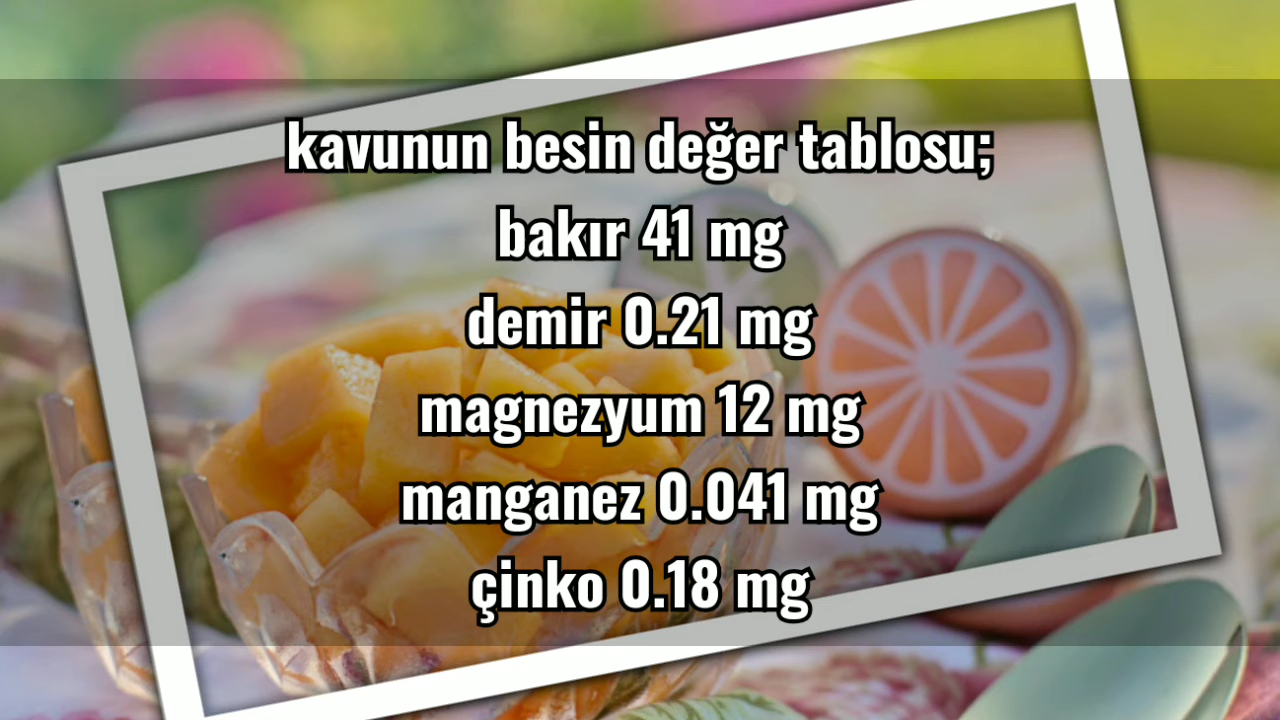 kavunun besin değer tablosu;
bakır 41 mg
demir 0.21 mg
magnezyum 12 mg
manganez 0.041 mg
çinko 0.18 mg